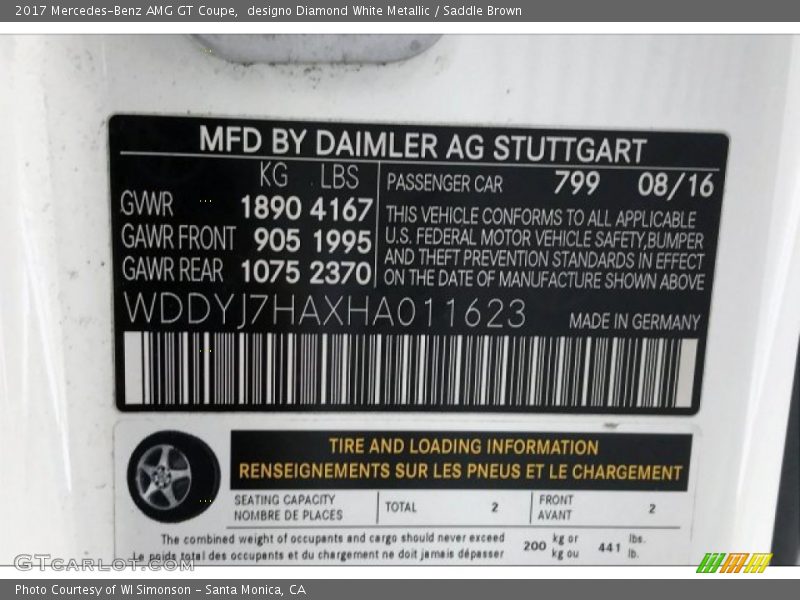 2017 Mercedes-Benz AMG GT Coupe,  designo Diamond White Metallic / Saddle Brown
MFD BY DAIMLER AG STUTTGART
KG LBS
GVWR 1890 4167
GAWR FRONT 905 1995
GAWR REAR 1075 2370
PASSENGER CAR 799 08/16
THIS VEHICLE CONFORMS TO ALL APPLICABLE
U.S. FEDERAL MOTOR VEHICLE SAFETY,BUMPER
AND THEFT PREVENTION STANDARDS IN EFFECT
ON THE DATE OF MANUFACTURE SHOWN ABOVE
WDDYJ7HAXHA011623
MADE IN GERMANY
TIRE AND LOADING INFORMATION
RENSEIGNEMENTS SUR LES PNEUS ET LE CHARGEMENT
SEATING CAPACITY
NOMBRE DE PLACES
TOTAL 2
FRONT
AVANT
2
The combined weight of occupants and cargo should never exceed
Le poids total des occupants et du chargement ne doit jamais dépasser
200 kg or
kg ou
441 lbs.
lb.
GTCarLot.com
Photo Courtesy of WI Simonson - Santa Monica, CA